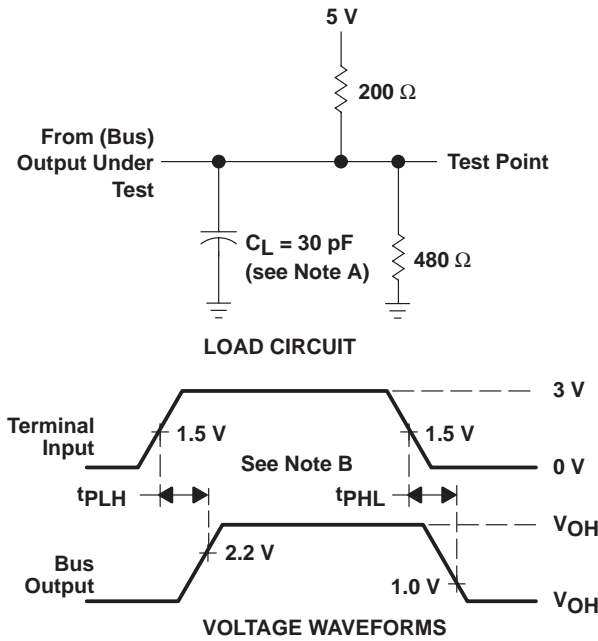 5 V
200 Ω
From (Bus)
Output Under
Test
Test Point
CL = 30 pF
(see Note A)
480 Ω
LOAD CIRCUIT
3 V
Terminal
Input
1.5 V
1.5 V
See Note B
0 V
tPLH
tPHL
VOH
Bus
Output
2.2 V
1.0 V
VOH
VOLTAGE WAVEFORMS